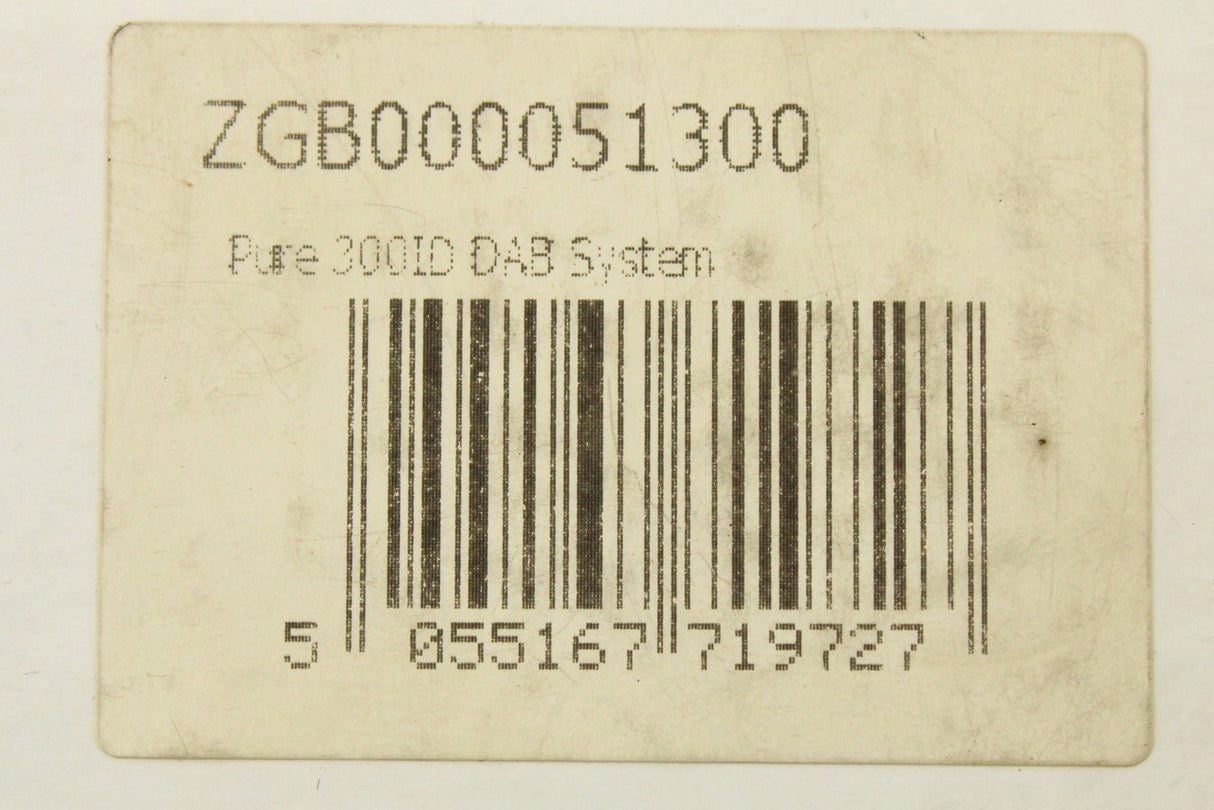 ZGB000051300
Pure 300ID DAB System
5 055167 719727